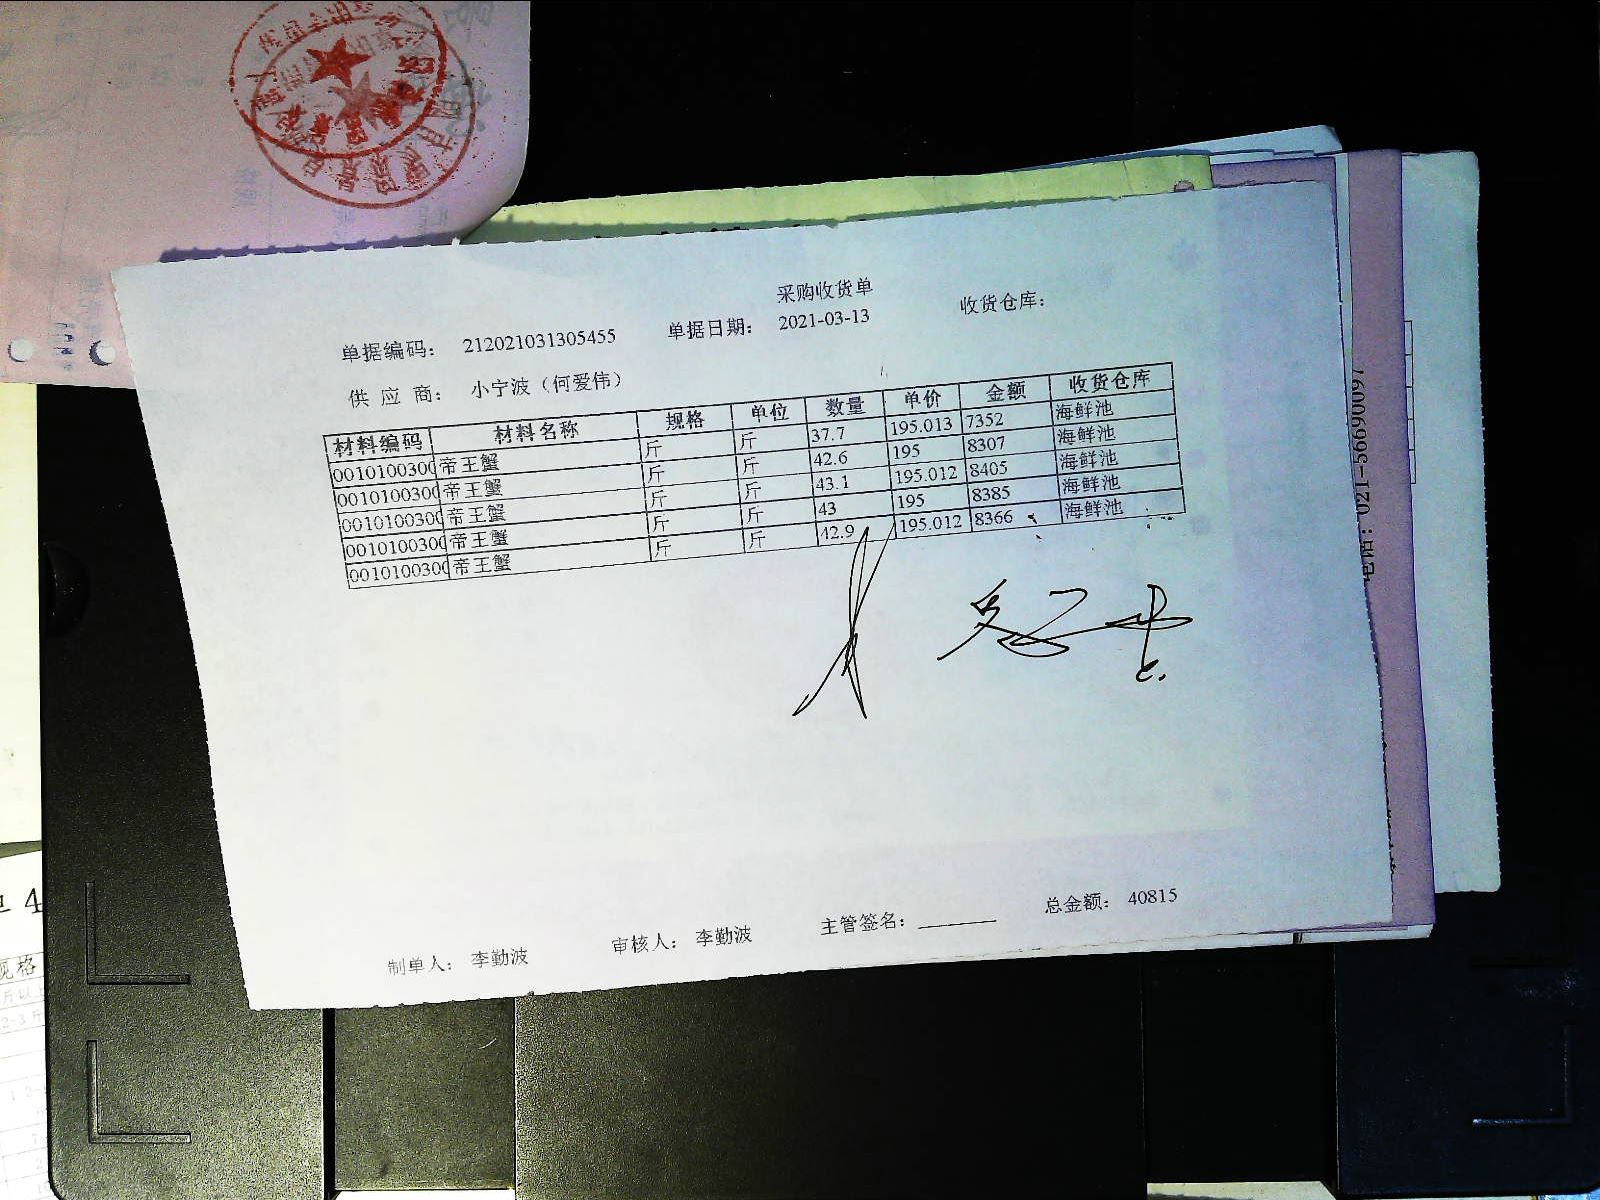 采购收货单
单据编码： 212021031305455 单据日期： 2021-03-13 收货仓库：
供 应 商： 小宁波（何爱伟）
材料编码 材料名称 规格 单位 数量 单价 金额 收货仓库
0010100300 帝王蟹 斤 斤 37.7 195.013 7352 海鲜池
0010100300 帝王蟹 斤 斤 42.6 195 8307 海鲜池
0010100300 帝王蟹 斤 斤 43.1 195.012 8405 海鲜池
0010100300 帝王蟹 斤 斤 43 195 8385 海鲜池
0010100300 帝王蟹 斤 斤 42.9 195.012 8366 海鲜池
制单人： 李勤波 审核人： 李勤波 主管签名： 总金额： 40815
规格